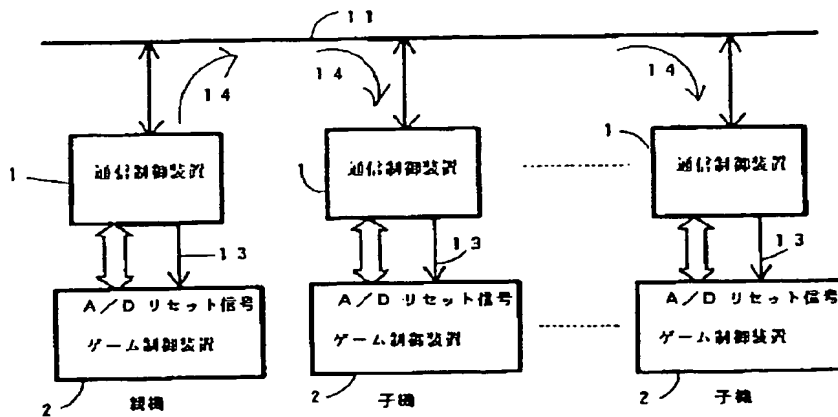 11
14
14
14
通信制御装置
通信制御装置
通信制御装置
1
1
1
13
13
13
A/D リセット信号
A/D リセット信号
A/D リセット信号
ゲーム制御装置
ゲーム制御装置
ゲーム制御装置
2
親機
2
子機
2
子機